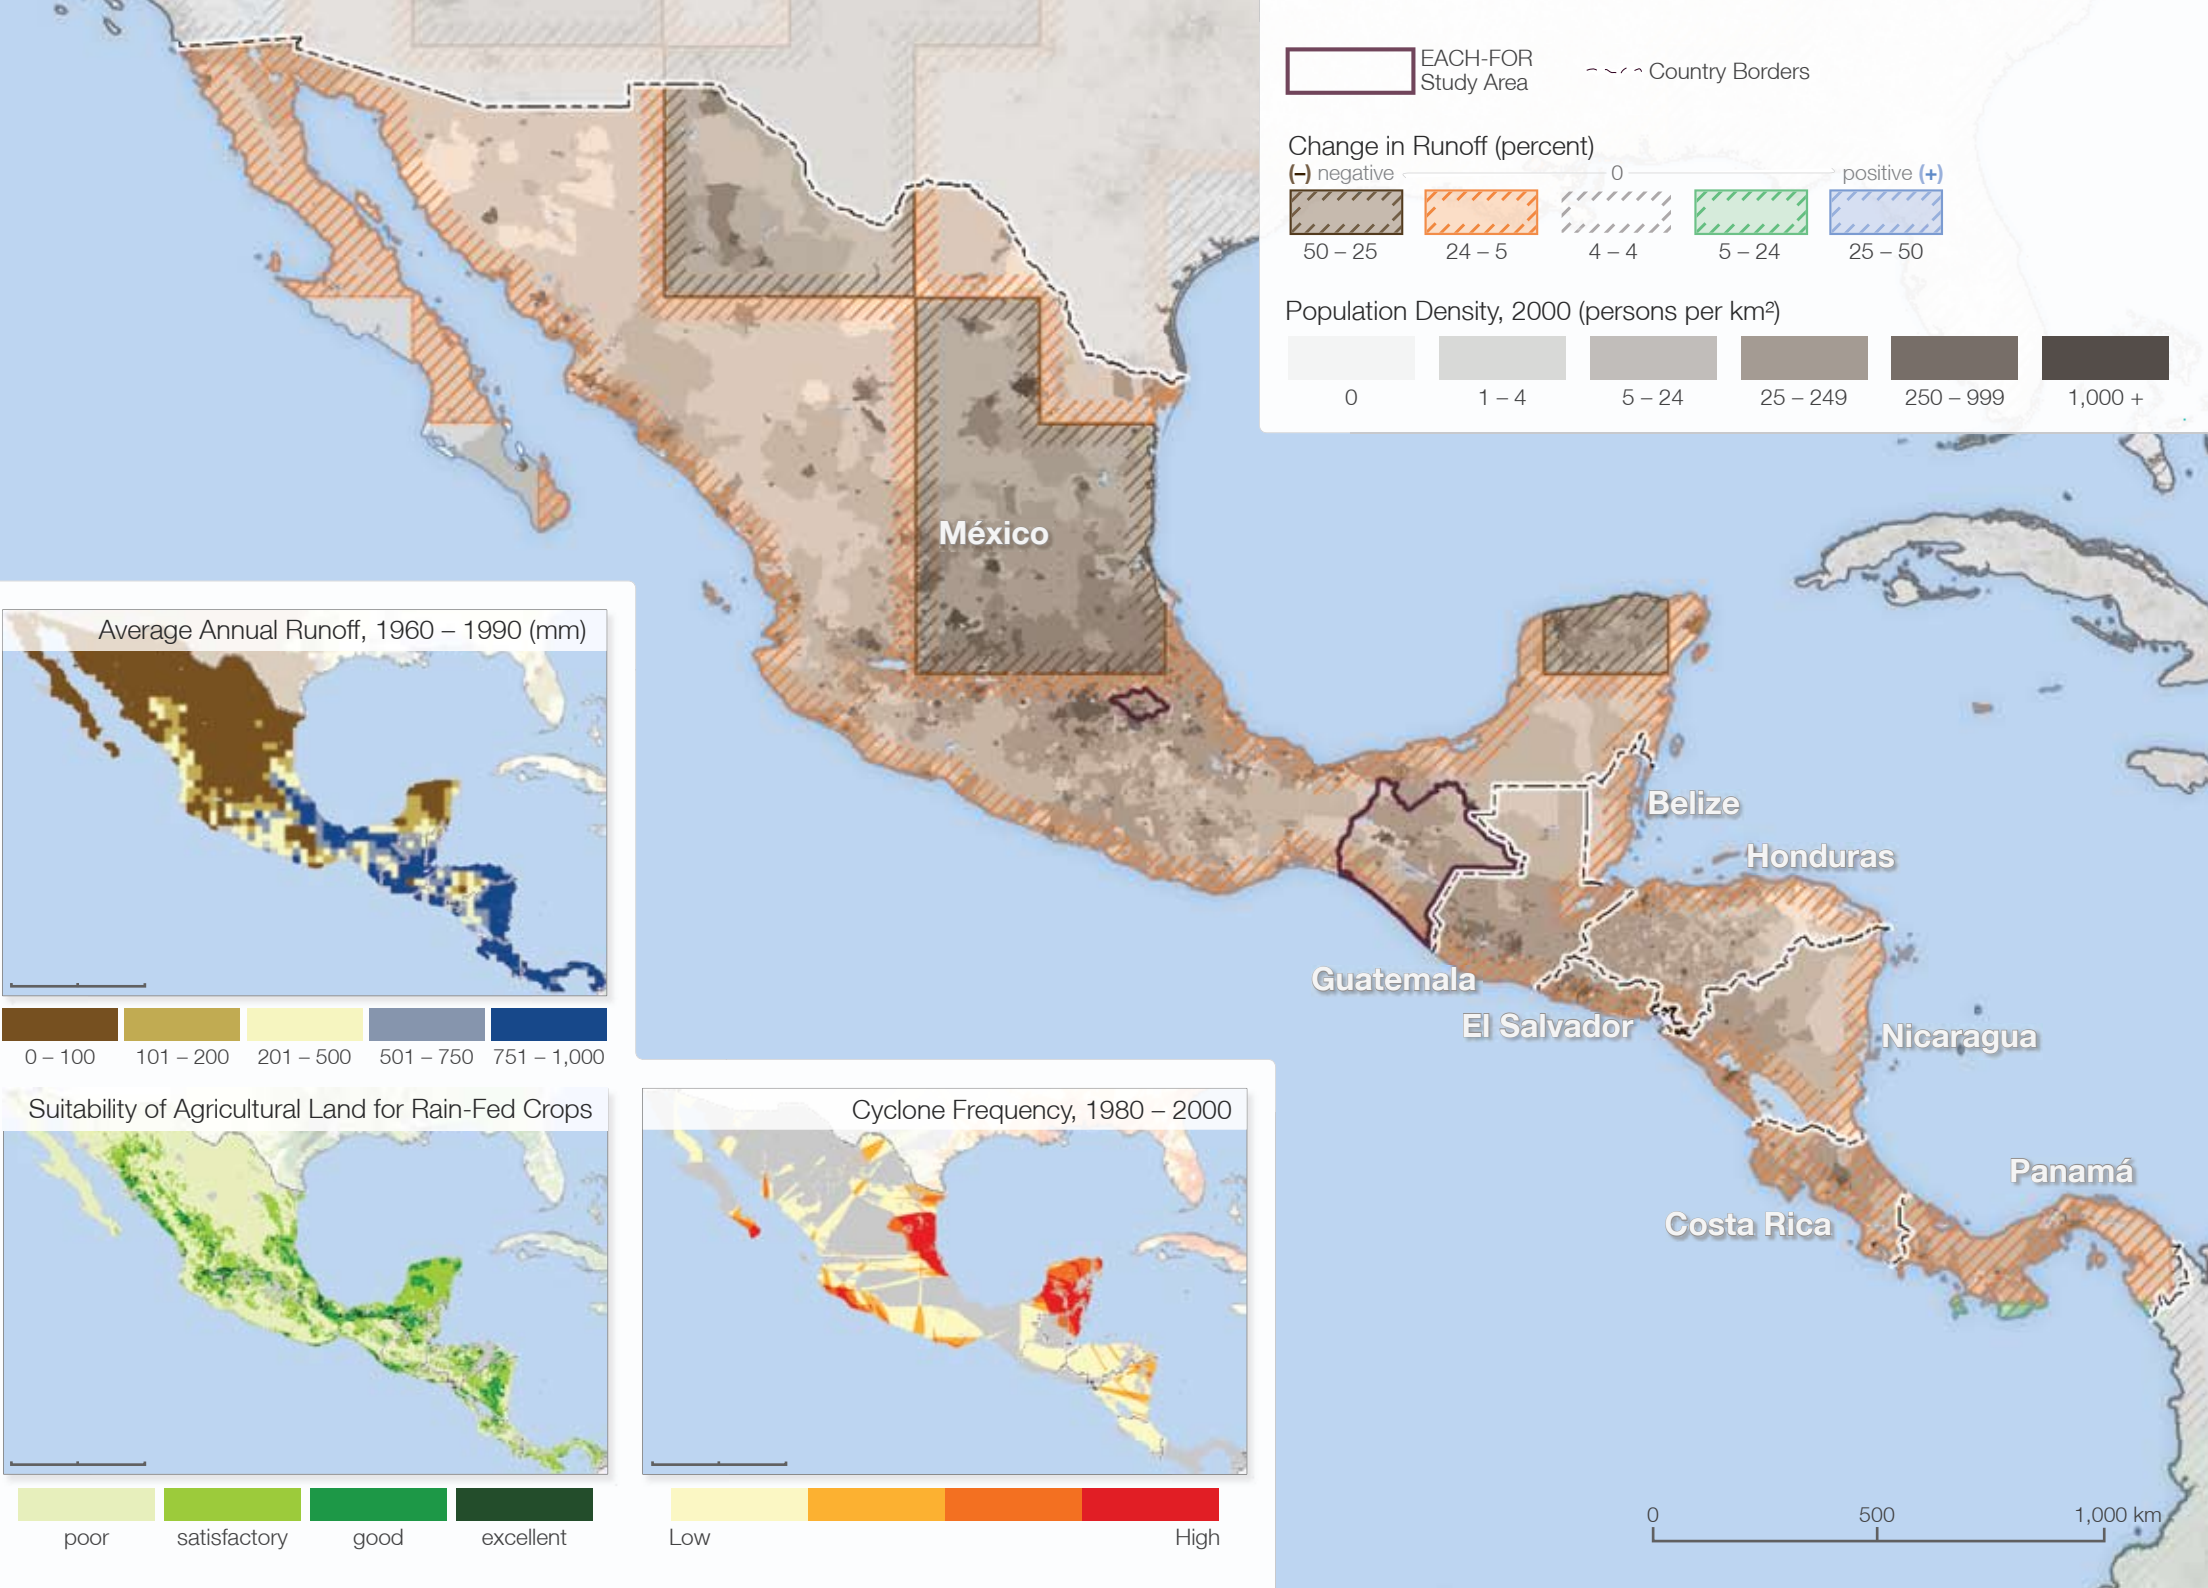 EACH-FOR
Study Area
Country Borders
Change in Runoff (percent)
(–) negative 0 positive (+)
50 – 25 24 – 5 4 – 4 5 – 24 25 – 50
Population Density, 2000 (persons per km²)
0 1 – 4 5 – 24 25 – 249 250 – 999 1,000 +
México
Belize
Honduras
Guatemala
El Salvador
Nicaragua
Panamá
Costa Rica
Average Annual Runoff, 1960 – 1990 (mm)
0 – 100 101 – 200 201 – 500 501 – 750 751 – 1,000
Suitability of Agricultural Land for Rain-Fed Crops
poor satisfactory good excellent
Cyclone Frequency, 1980 – 2000
Low High
0 500 1,000 km